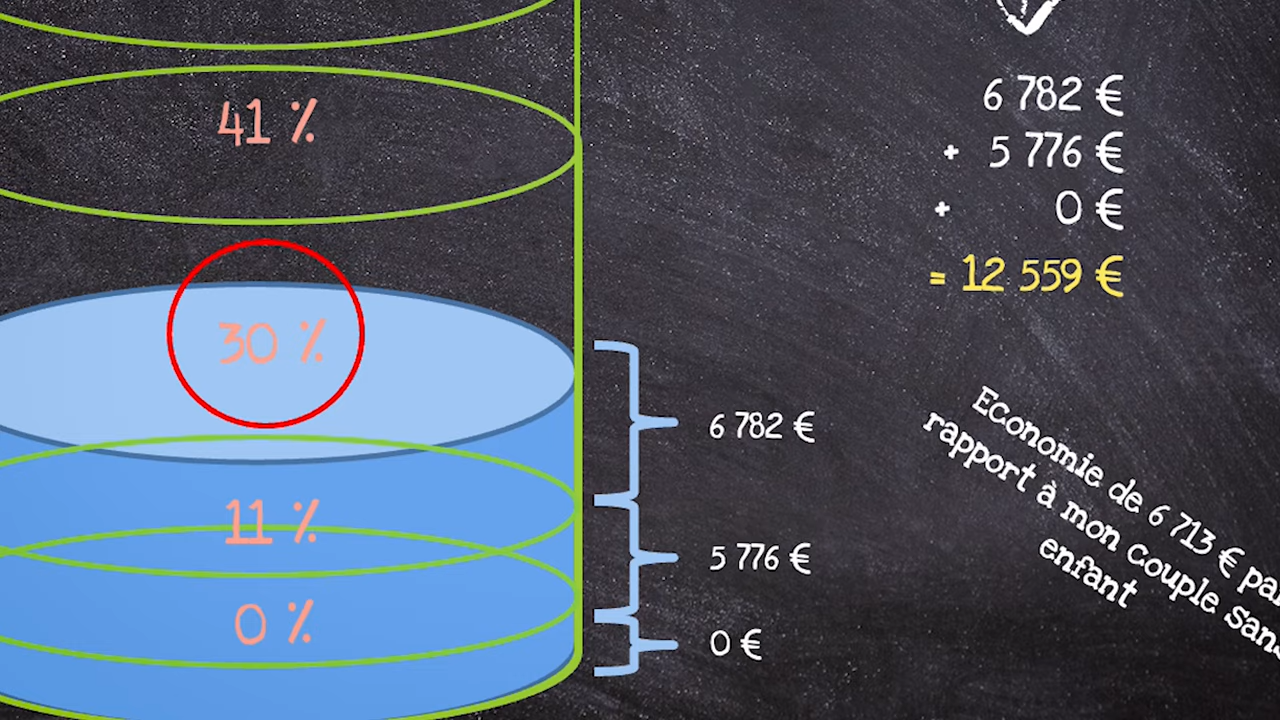 41 %
30 %
11 %
0 %
6 782 €
5 776 €
0 €
6 782 €
+ 5 776 €
+ 0 €
= 12 559 €
Economie de 6 713 € par
rapport à mon couple sans
enfant